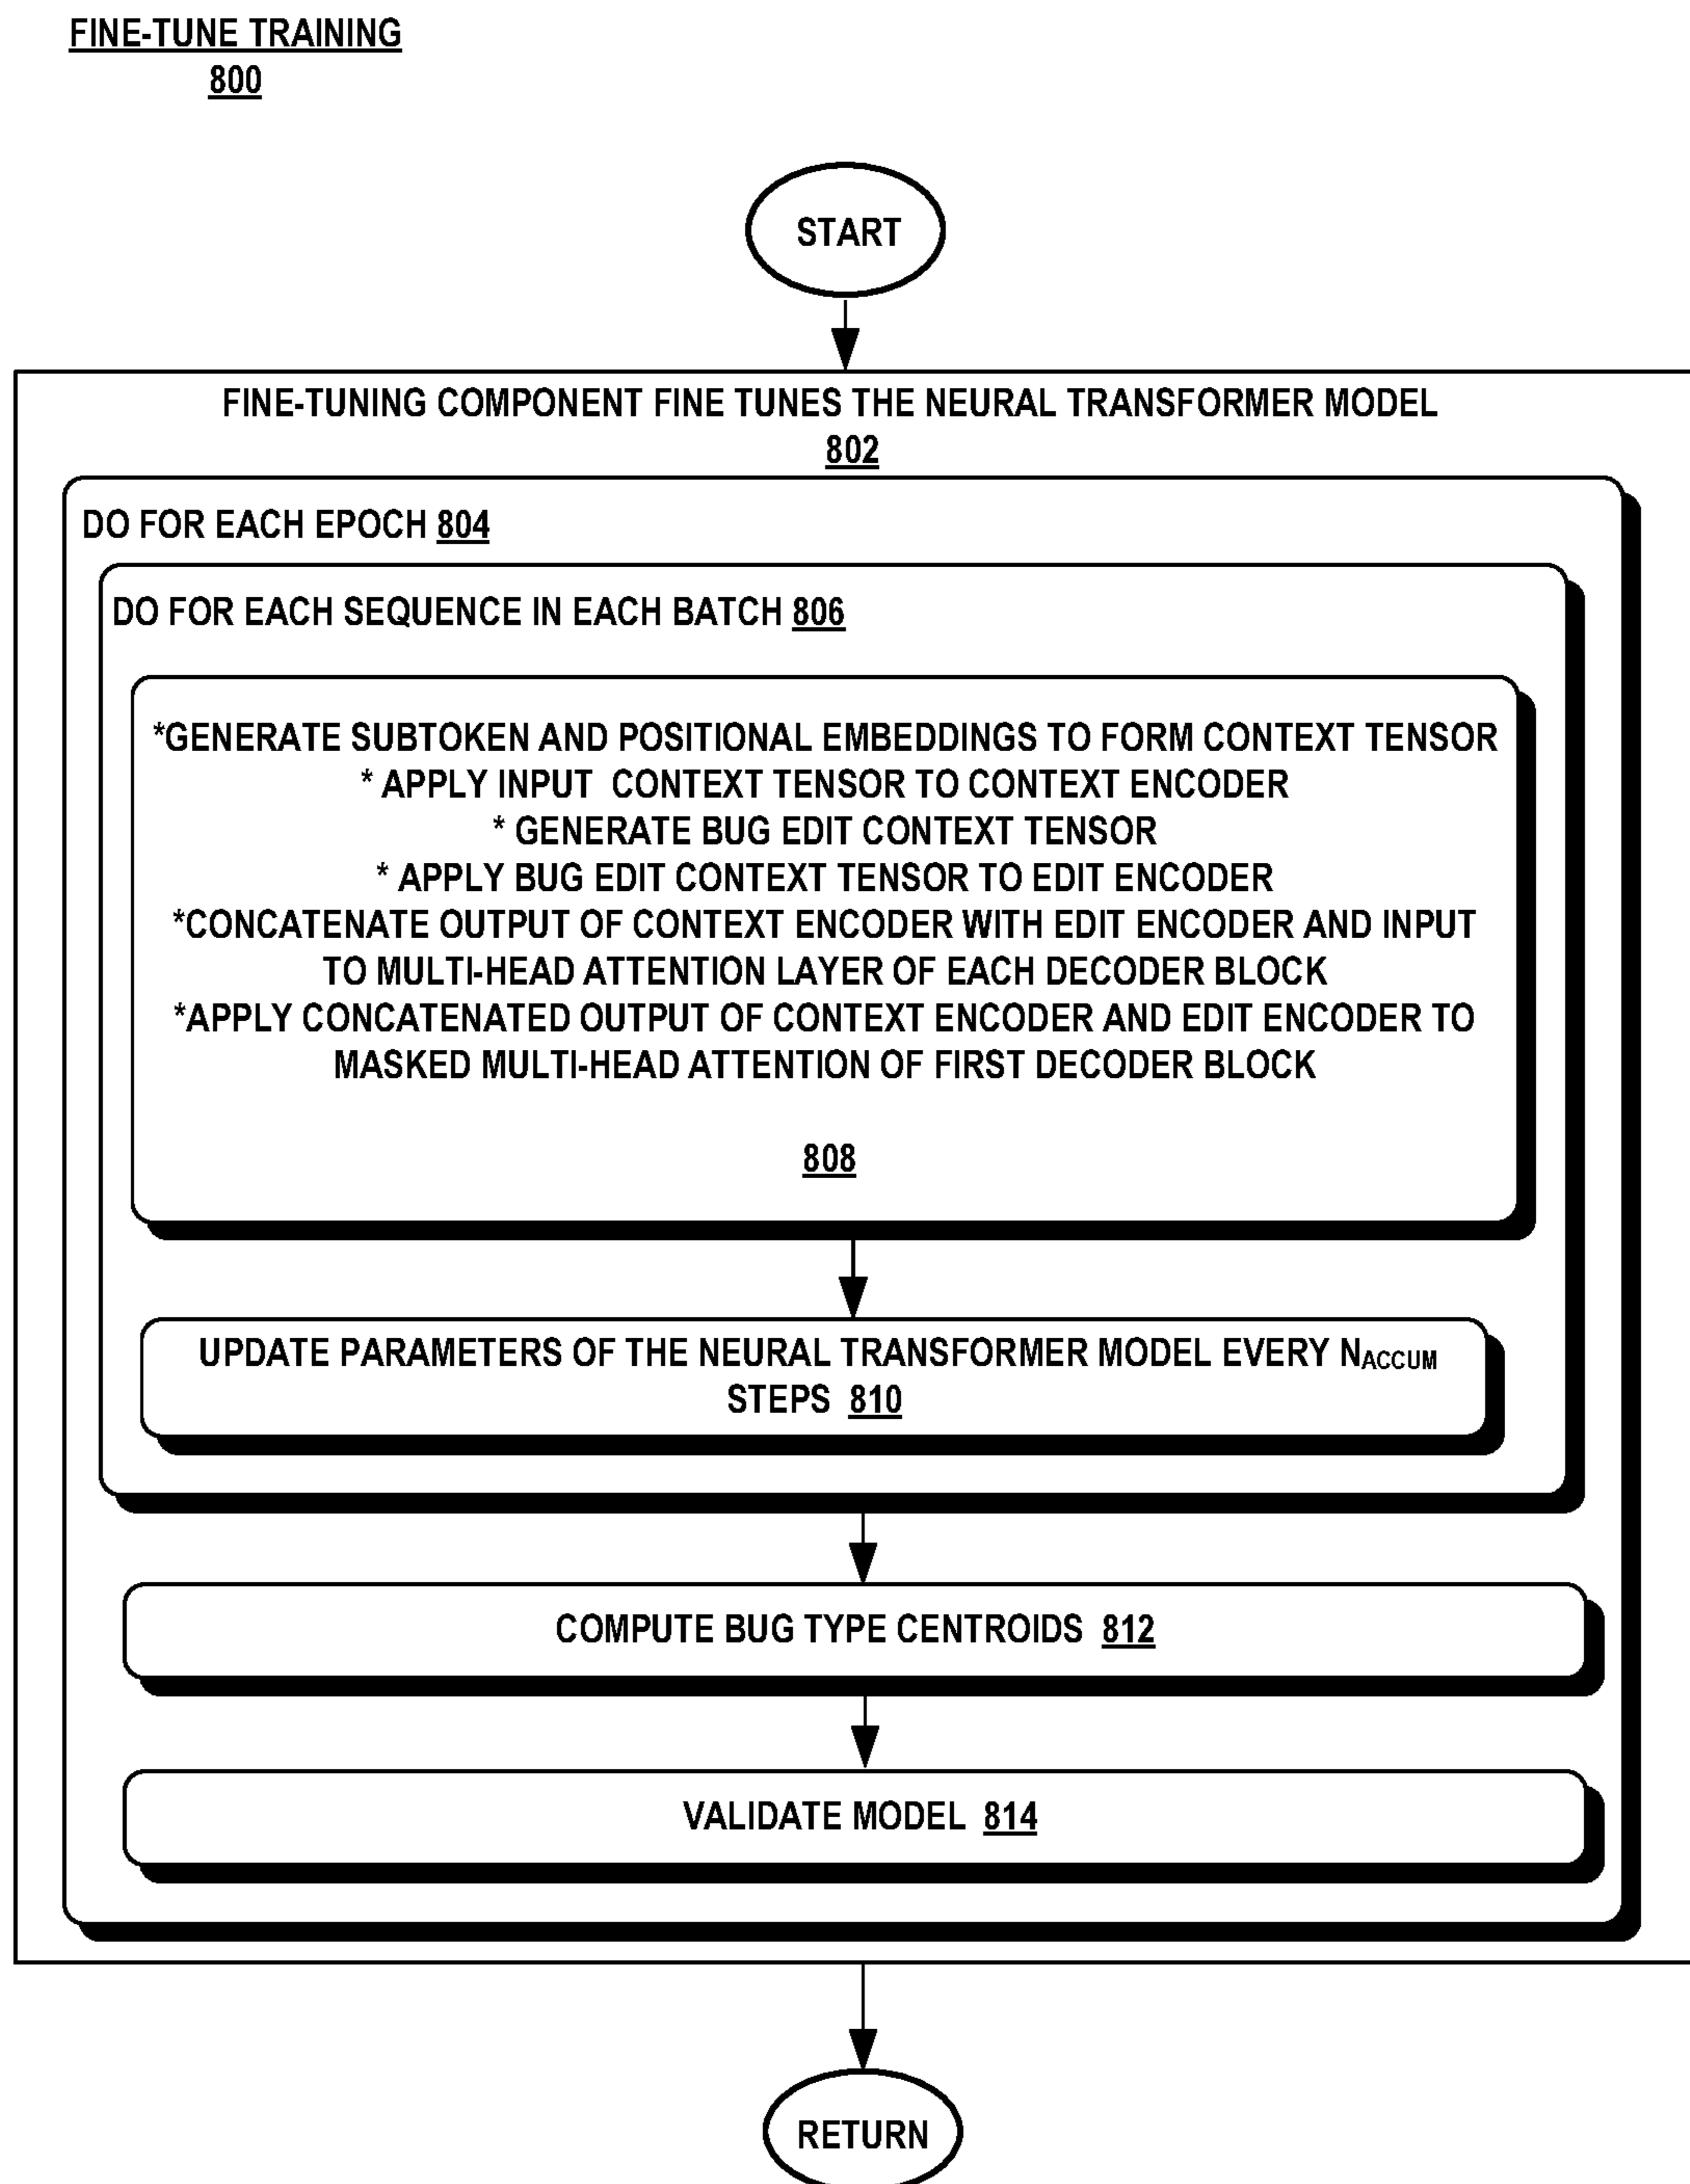 FINE-TUNE TRAINING
800
START
FINE-TUNING COMPONENT FINE TUNES THE NEURAL TRANSFORMER MODEL
802
DO FOR EACH EPOCH 804
DO FOR EACH SEQUENCE IN EACH BATCH 806
*GENERATE SUBTOKEN AND POSITIONAL EMBEDDINGS TO FORM CONTEXT TENSOR
* APPLY INPUT CONTEXT TENSOR TO CONTEXT ENCODER
* GENERATE BUG EDIT CONTEXT TENSOR
* APPLY BUG EDIT CONTEXT TENSOR TO EDIT ENCODER
*CONCATENATE OUTPUT OF CONTEXT ENCODER WITH EDIT ENCODER AND INPUT
TO MULTI-HEAD ATTENTION LAYER OF EACH DECODER BLOCK
*APPLY CONCATENATED OUTPUT OF CONTEXT ENCODER AND EDIT ENCODER TO
MASKED MULTI-HEAD ATTENTION OF FIRST DECODER BLOCK
808
UPDATE PARAMETERS OF THE NEURAL TRANSFORMER MODEL EVERY NACCUM
STEPS 810
COMPUTE BUG TYPE CENTROIDS 812
VALIDATE MODEL 814
RETURN